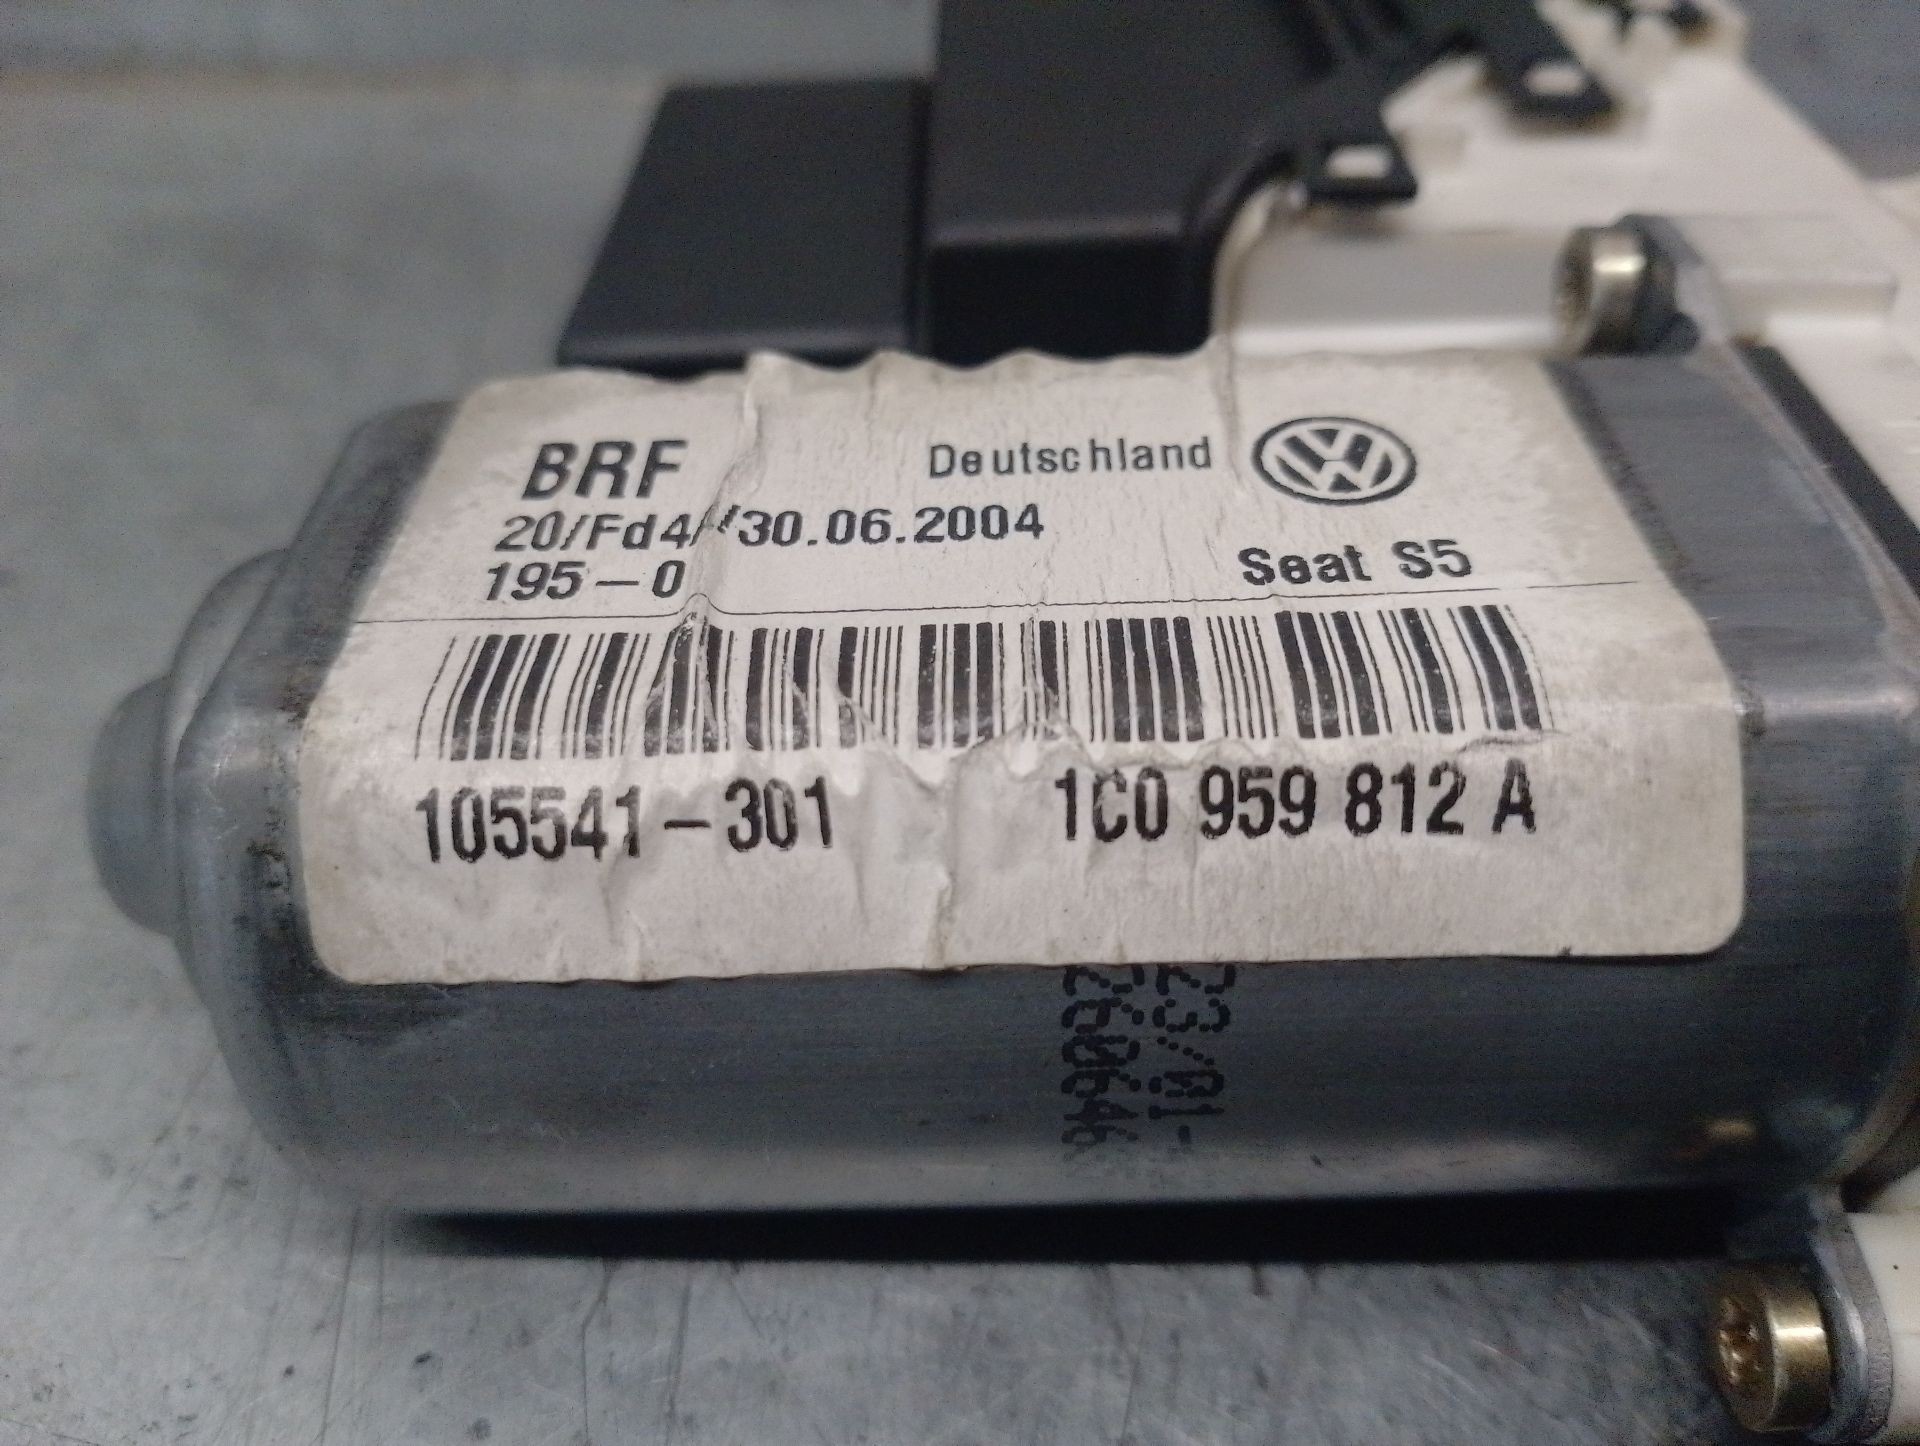 BRF
Deutschland
20/Fd4/ 30.06.2004
195-0
Seat S5
105541-301
1C0 959 812 A